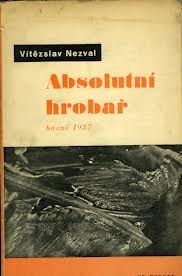 Vítězslav Nezval
Absolutní
hrobař
básně 1937